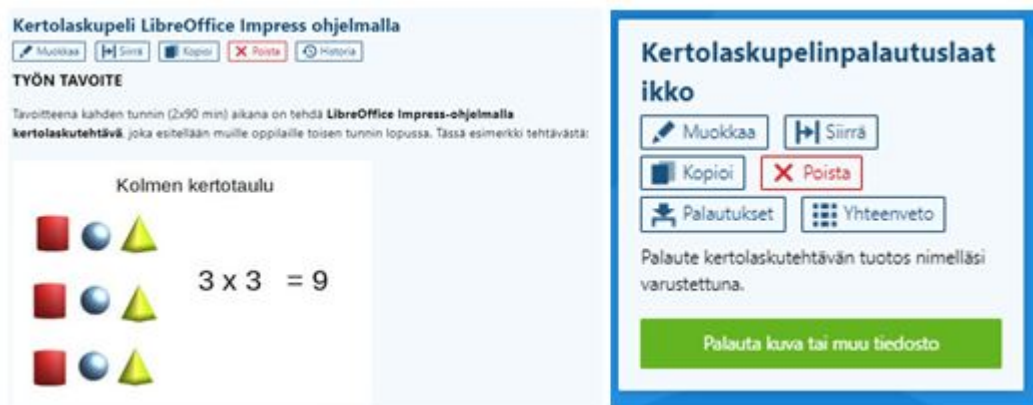 Kertolaskupeli LibreOffice Impress ohjelmalla
Muokkaa Siirrä Kopioi Poista Historia
TYÖN TAVOITE
Tavoitteena kahden tunnin (2x90 min) aikana on tehdä LibreOffice Impress-ohjelmalla
kertolaskutehtävä, joka esitellään muille oppilaille toisen tunnin lopussa. Tässä esimerkki tehtävästä:
Kolmen kertotaulu
3 x 3 = 9
Kertolaskupelinpalautuslaat
ikko
Muokkaa Siirrä
Kopioi Poista
Palautukset Yhteenveto
Palaute kertolaskutehtävän tuotos nimelläsi
varustettuna.
Palauta kuva tai muu tiedosto